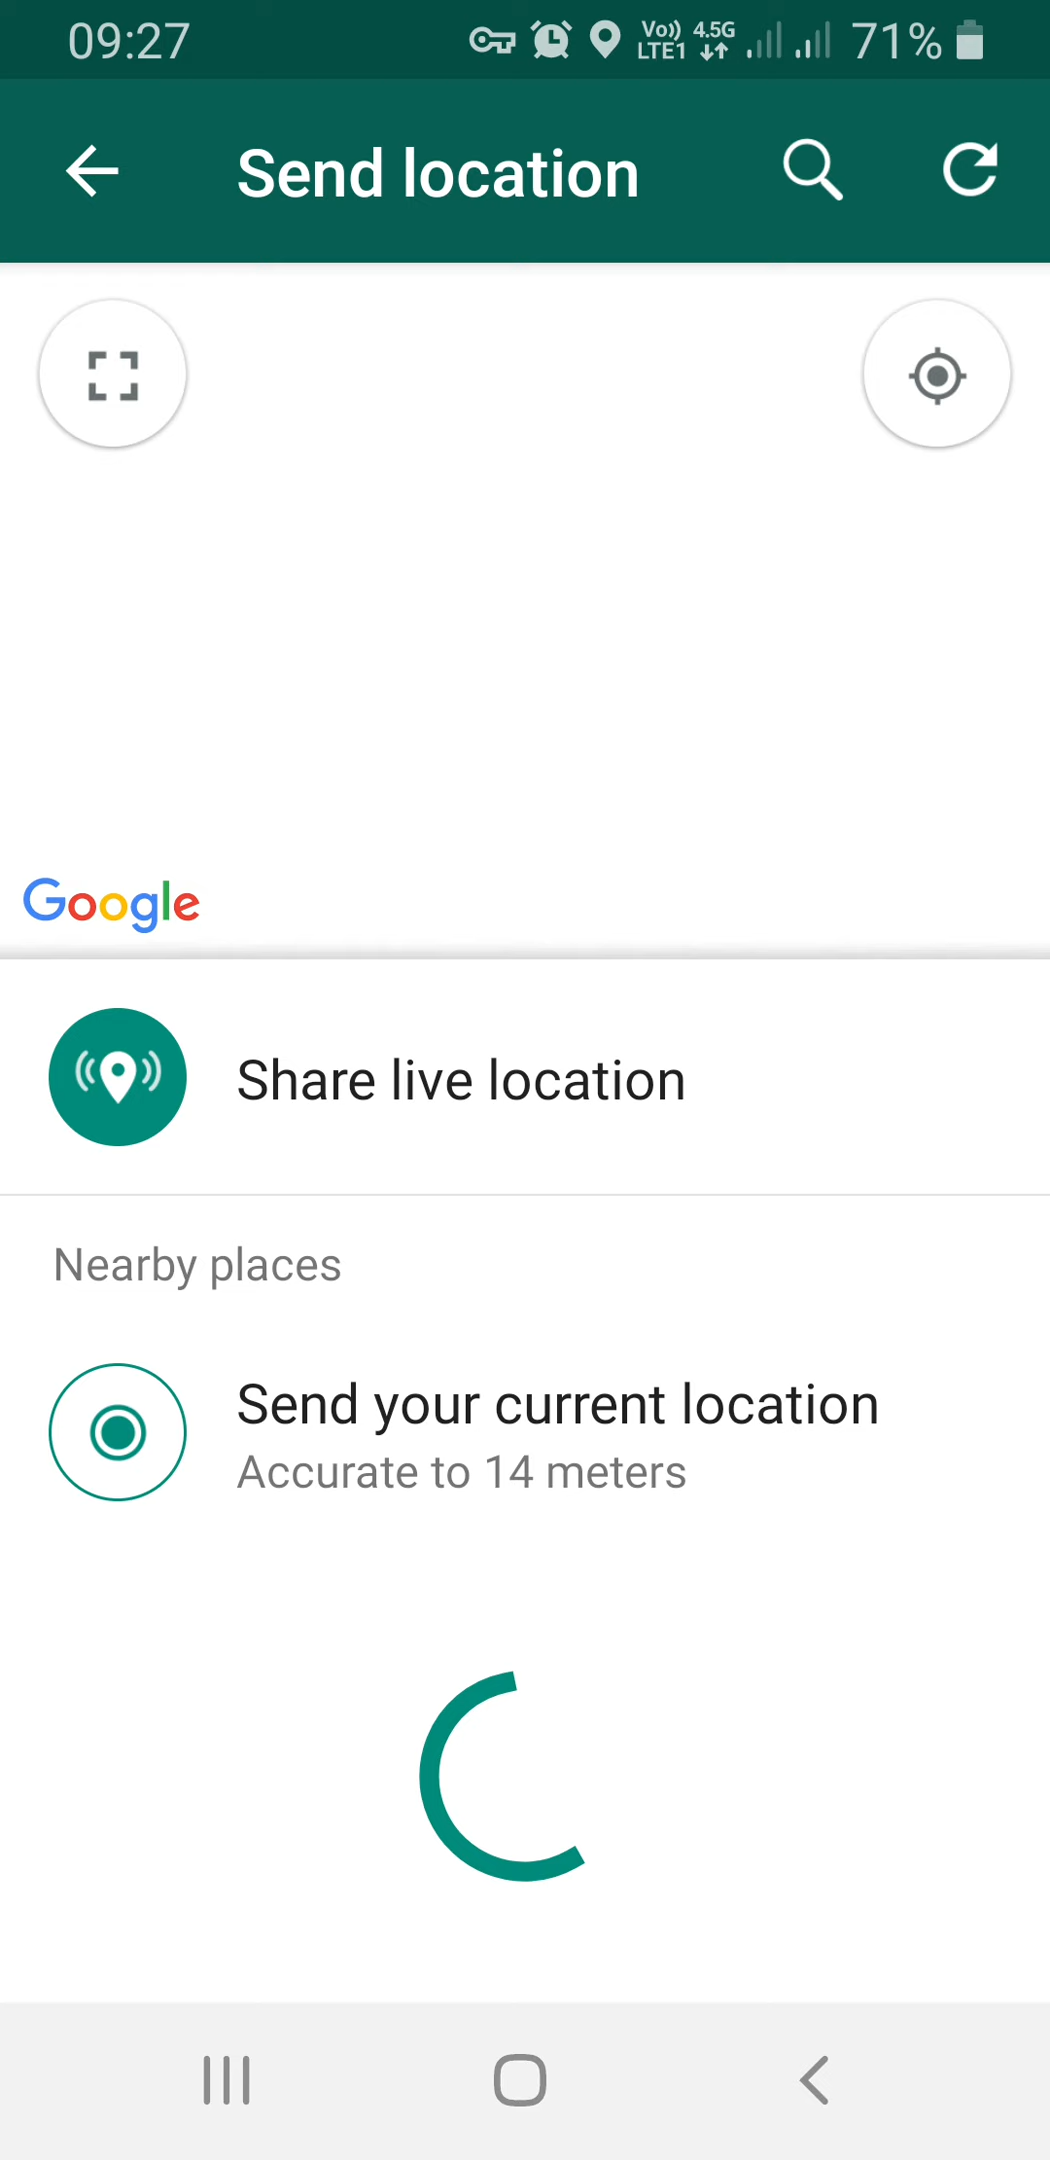 09:27 Vo)) LTE1 4.5G 71%
Send location
Google
Share live location
Nearby places
Send your current location
Accurate to 14 meters